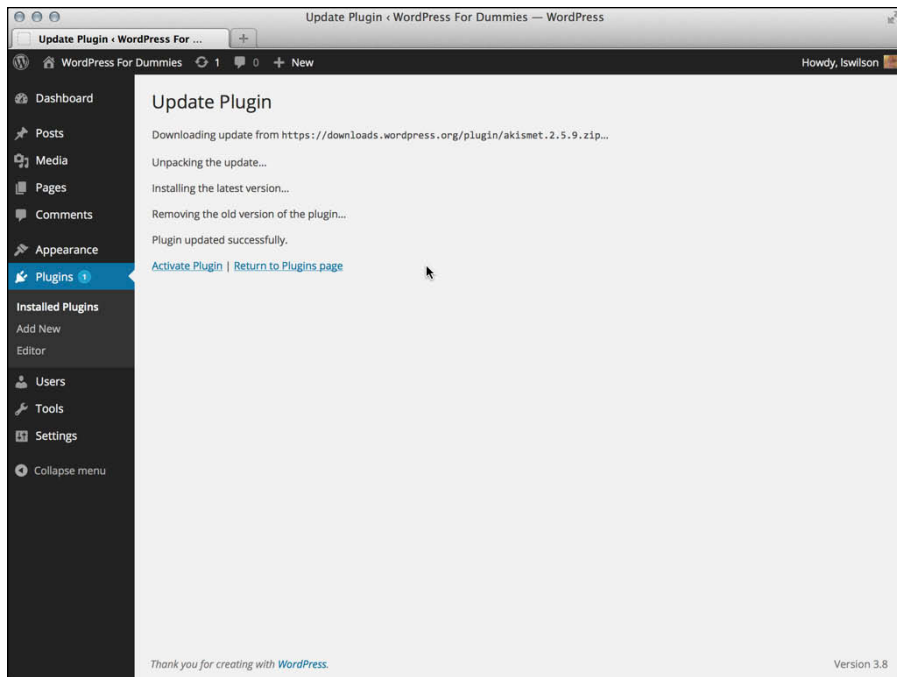 Update Plugin ‹ WordPress For Dummies — WordPress
Update Plugin ‹ WordPress For ...
WordPress For Dummies 1 0 + New Howdy, lswilson
Dashboard
Posts
Media
Pages
Comments
Appearance
Plugins 1
Installed Plugins
Add New
Editor
Users
Tools
Settings
Collapse menu
Update Plugin
Downloading update from https://downloads.wordpress.org/plugin/akismet.2.5.9.zip…
Unpacking the update…
Installing the latest version…
Removing the old version of the plugin…
Plugin updated successfully.
Activate Plugin | Return to Plugins page
Thank you for creating with WordPress. Version 3.8